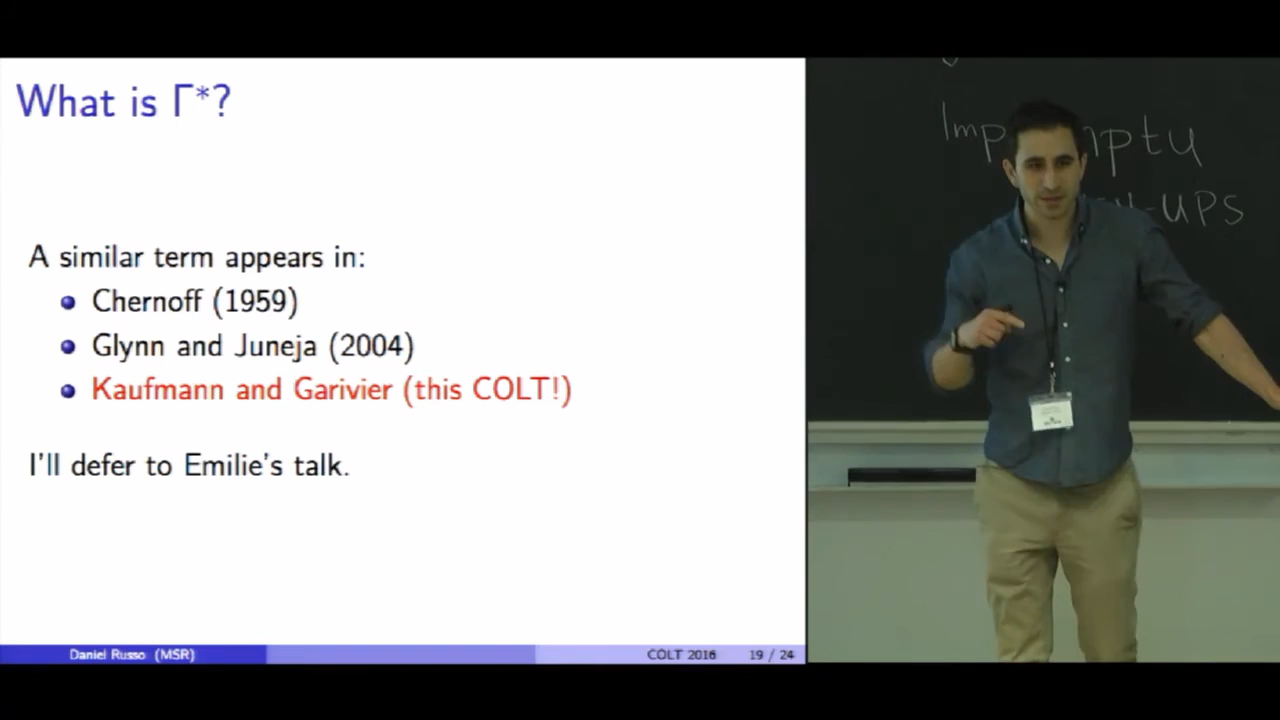 What is Γ*?
A similar term appears in:
• Chernoff (1959)
• Glynn and Juneja (2004)
• Kaufmann and Garivier (this COLT!)
I'll defer to Emilie's talk.
Daniel Russo (MSR)
COLT 2016
19 / 24
-UPS